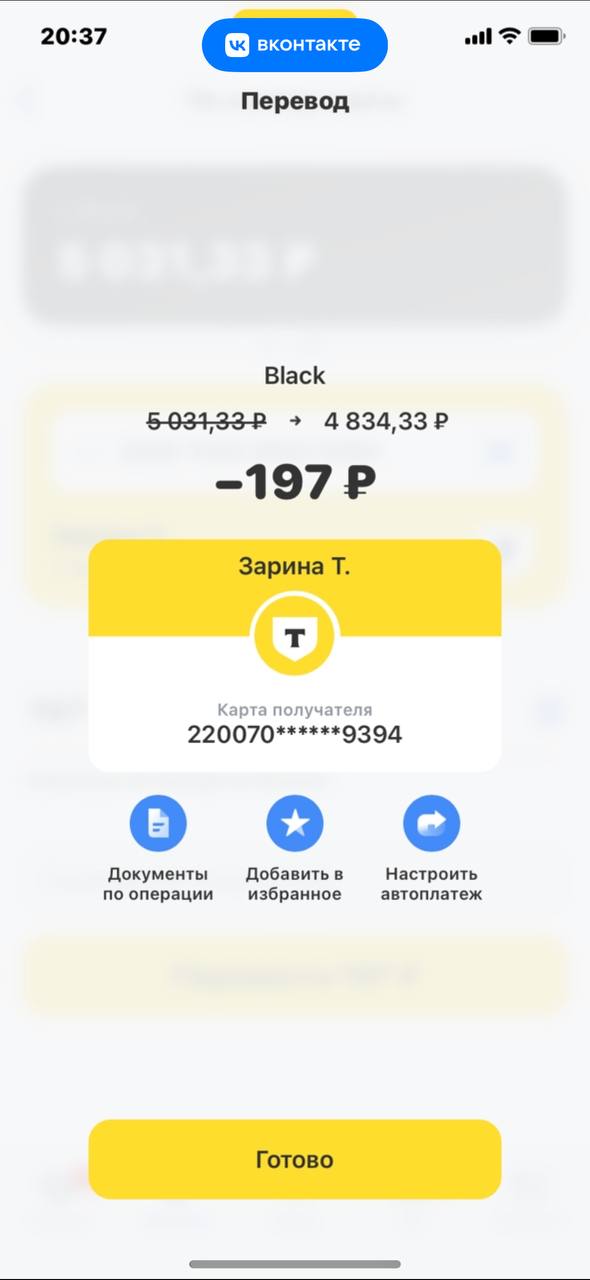 20:37
вконтакте
Перевод
Black
5 031,33 ₽ → 4 834,33 ₽
−197 ₽
Зарина Т.
Т
Карта получателя
220070******9394
Документы по операции
Добавить в избранное
Настроить автоплатеж
Готово